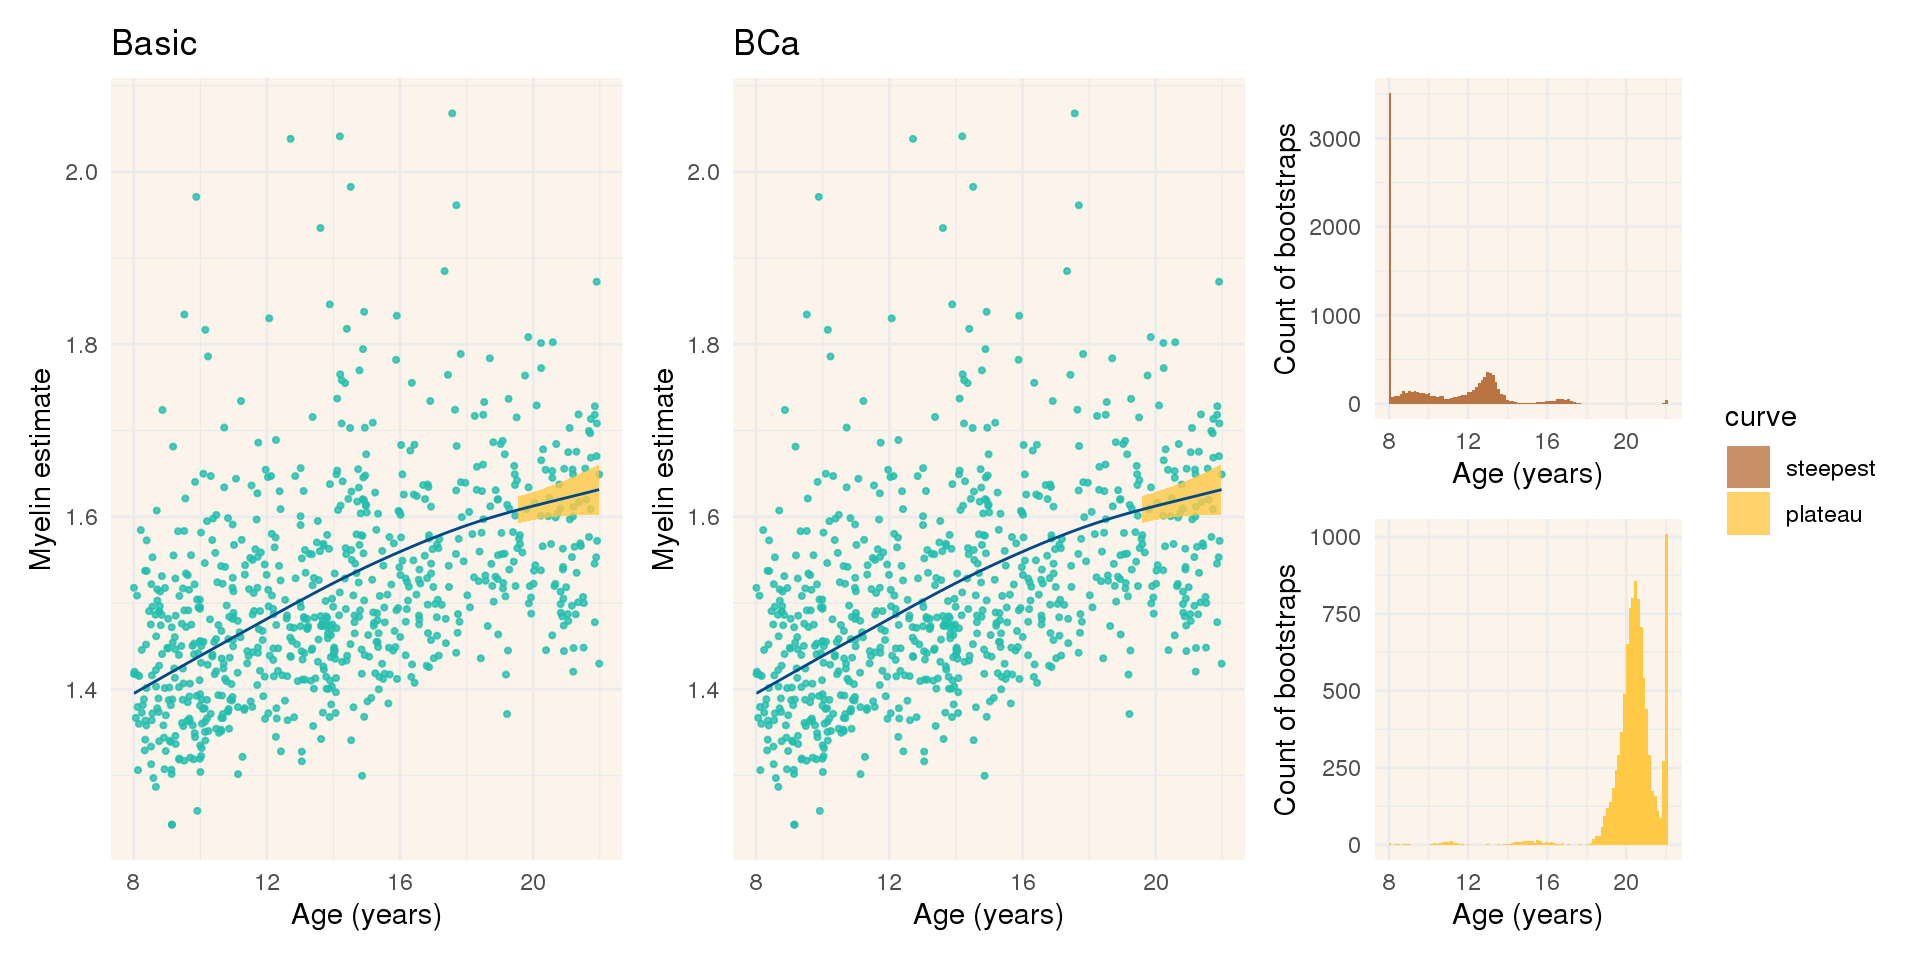 Basic
Myelin estimate
2.0
1.8
1.6
1.4
8 12 16 20
Age (years)
BCa
Myelin estimate
2.0
1.8
1.6
1.4
8 12 16 20
Age (years)
Count of bootstraps
3000
2000
1000
0
8 12 16 20
Age (years)
Count of bootstraps
1000
750
500
250
0
8 12 16 20
Age (years)
curve
steepest
plateau